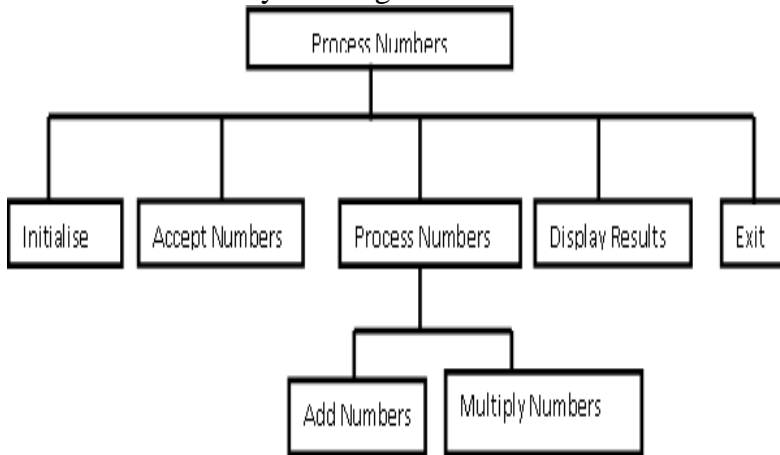 Process Numbers
Initialise
Accept Numbers
Process Numbers
Display Results
Exit
Add Numbers
Multiply Numbers